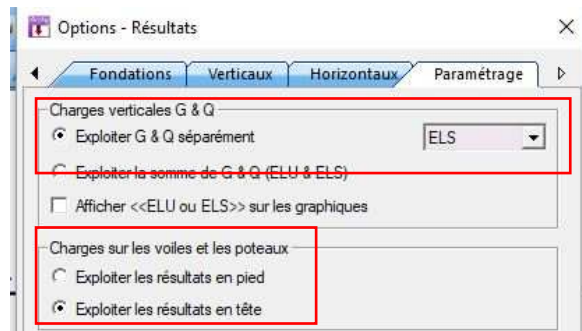 Options - Résultats
Fondations Verticaux Horizontaux Paramétrage
Charges verticales G & Q
Exploiter G & Q séparément ELS
Exploiter la somme de G & Q (ELU & ELS)
Afficher <<ELU ou ELS>> sur les graphiques
Charges sur les voiles et les poteaux
Exploiter les résultats en pied
Exploiter les résultats en tête